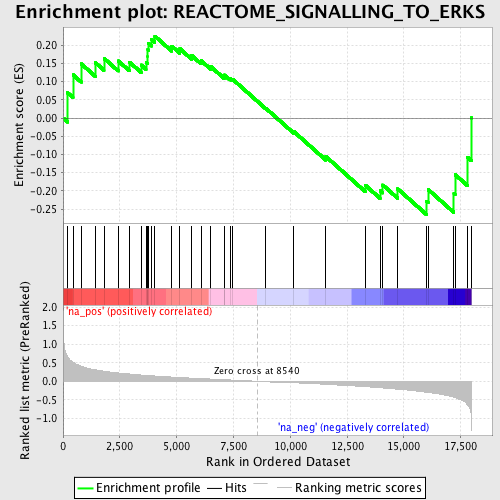 Enrichment plot: REACTOME_SIGNALLING_TO_ERKS
Enrichment score (ES)
0.20
0.15
0.10
0.05
0.00
-0.05
-0.10
-0.15
-0.20
-0.25
'na_pos' (positively correlated)
Ranked list metric (PreRanked)
2.0
1.5
1.0
0.5
0.0
-0.5
-1.0
Zero cross at 8540
'na_neg' (negatively correlated)
0 2,500 5,000 7,500 10,000 12,500 15,000 17,500
Rank in Ordered Dataset
Enrichment profile Hits Ranking metric scores